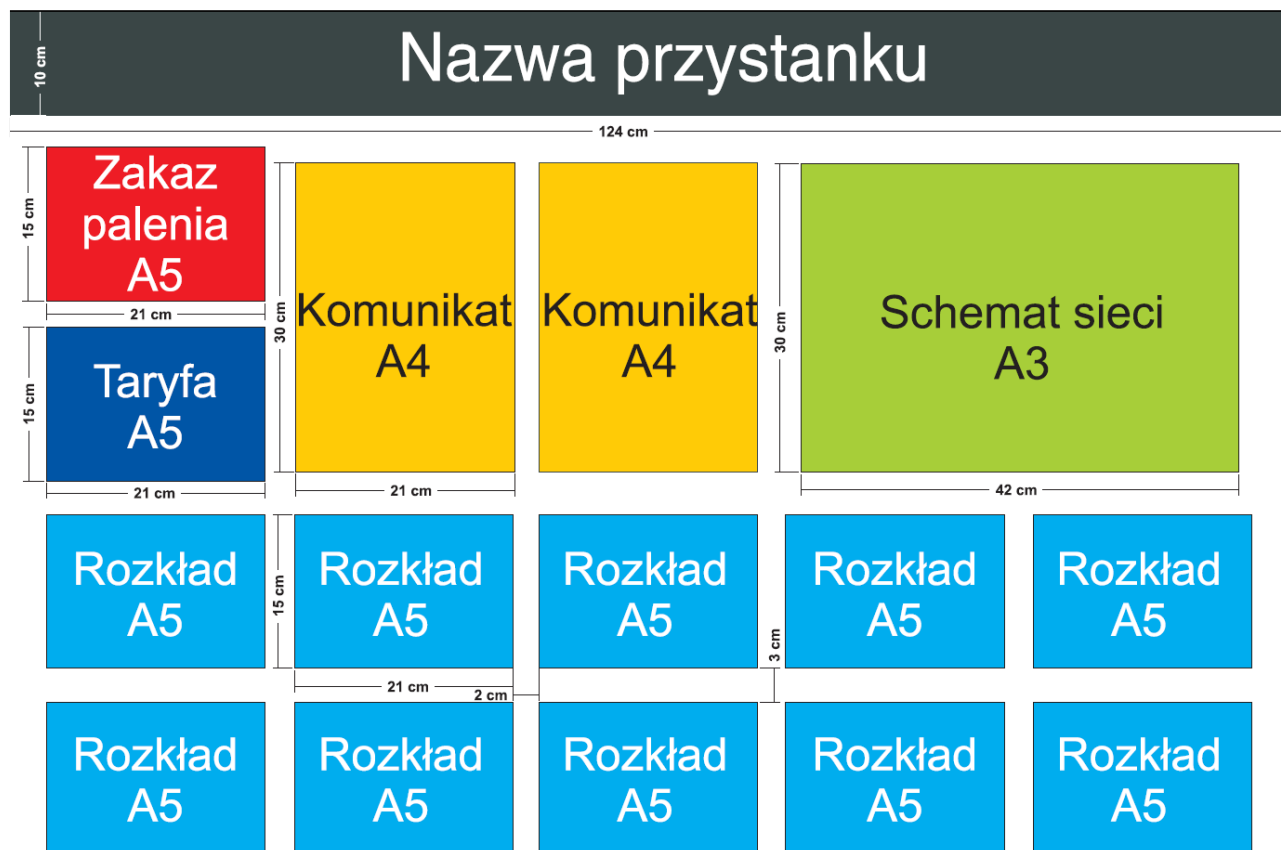 Nazwa przystanku
10 cm
124 cm
Zakaz
palenia
A5
15 cm
21 cm
Taryfa
A5
15 cm
21 cm
Komunikat
A4
30 cm
21 cm
Komunikat
A4
Schemat sieci
A3
30 cm
42 cm
Rozkład
A5
Rozkład
A5
15 cm
21 cm
2 cm
Rozkład
A5
Rozkład
A5
3 cm
Rozkład
A5
Rozkład
A5
Rozkład
A5
Rozkład
A5
Rozkład
A5
Rozkład
A5